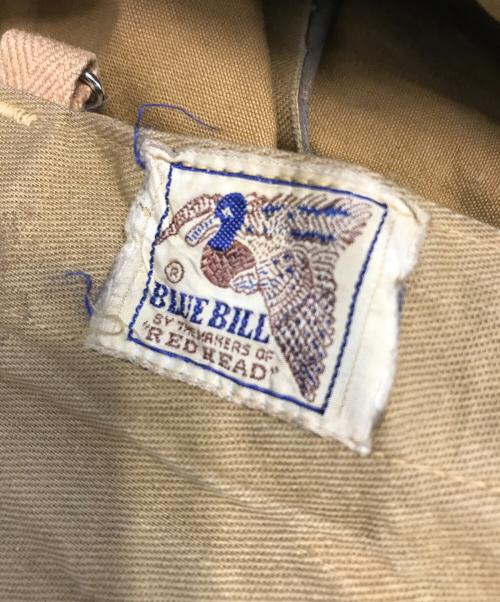 ®
BLUE BILL
BY THE MAKERS OF
"RED HEAD"